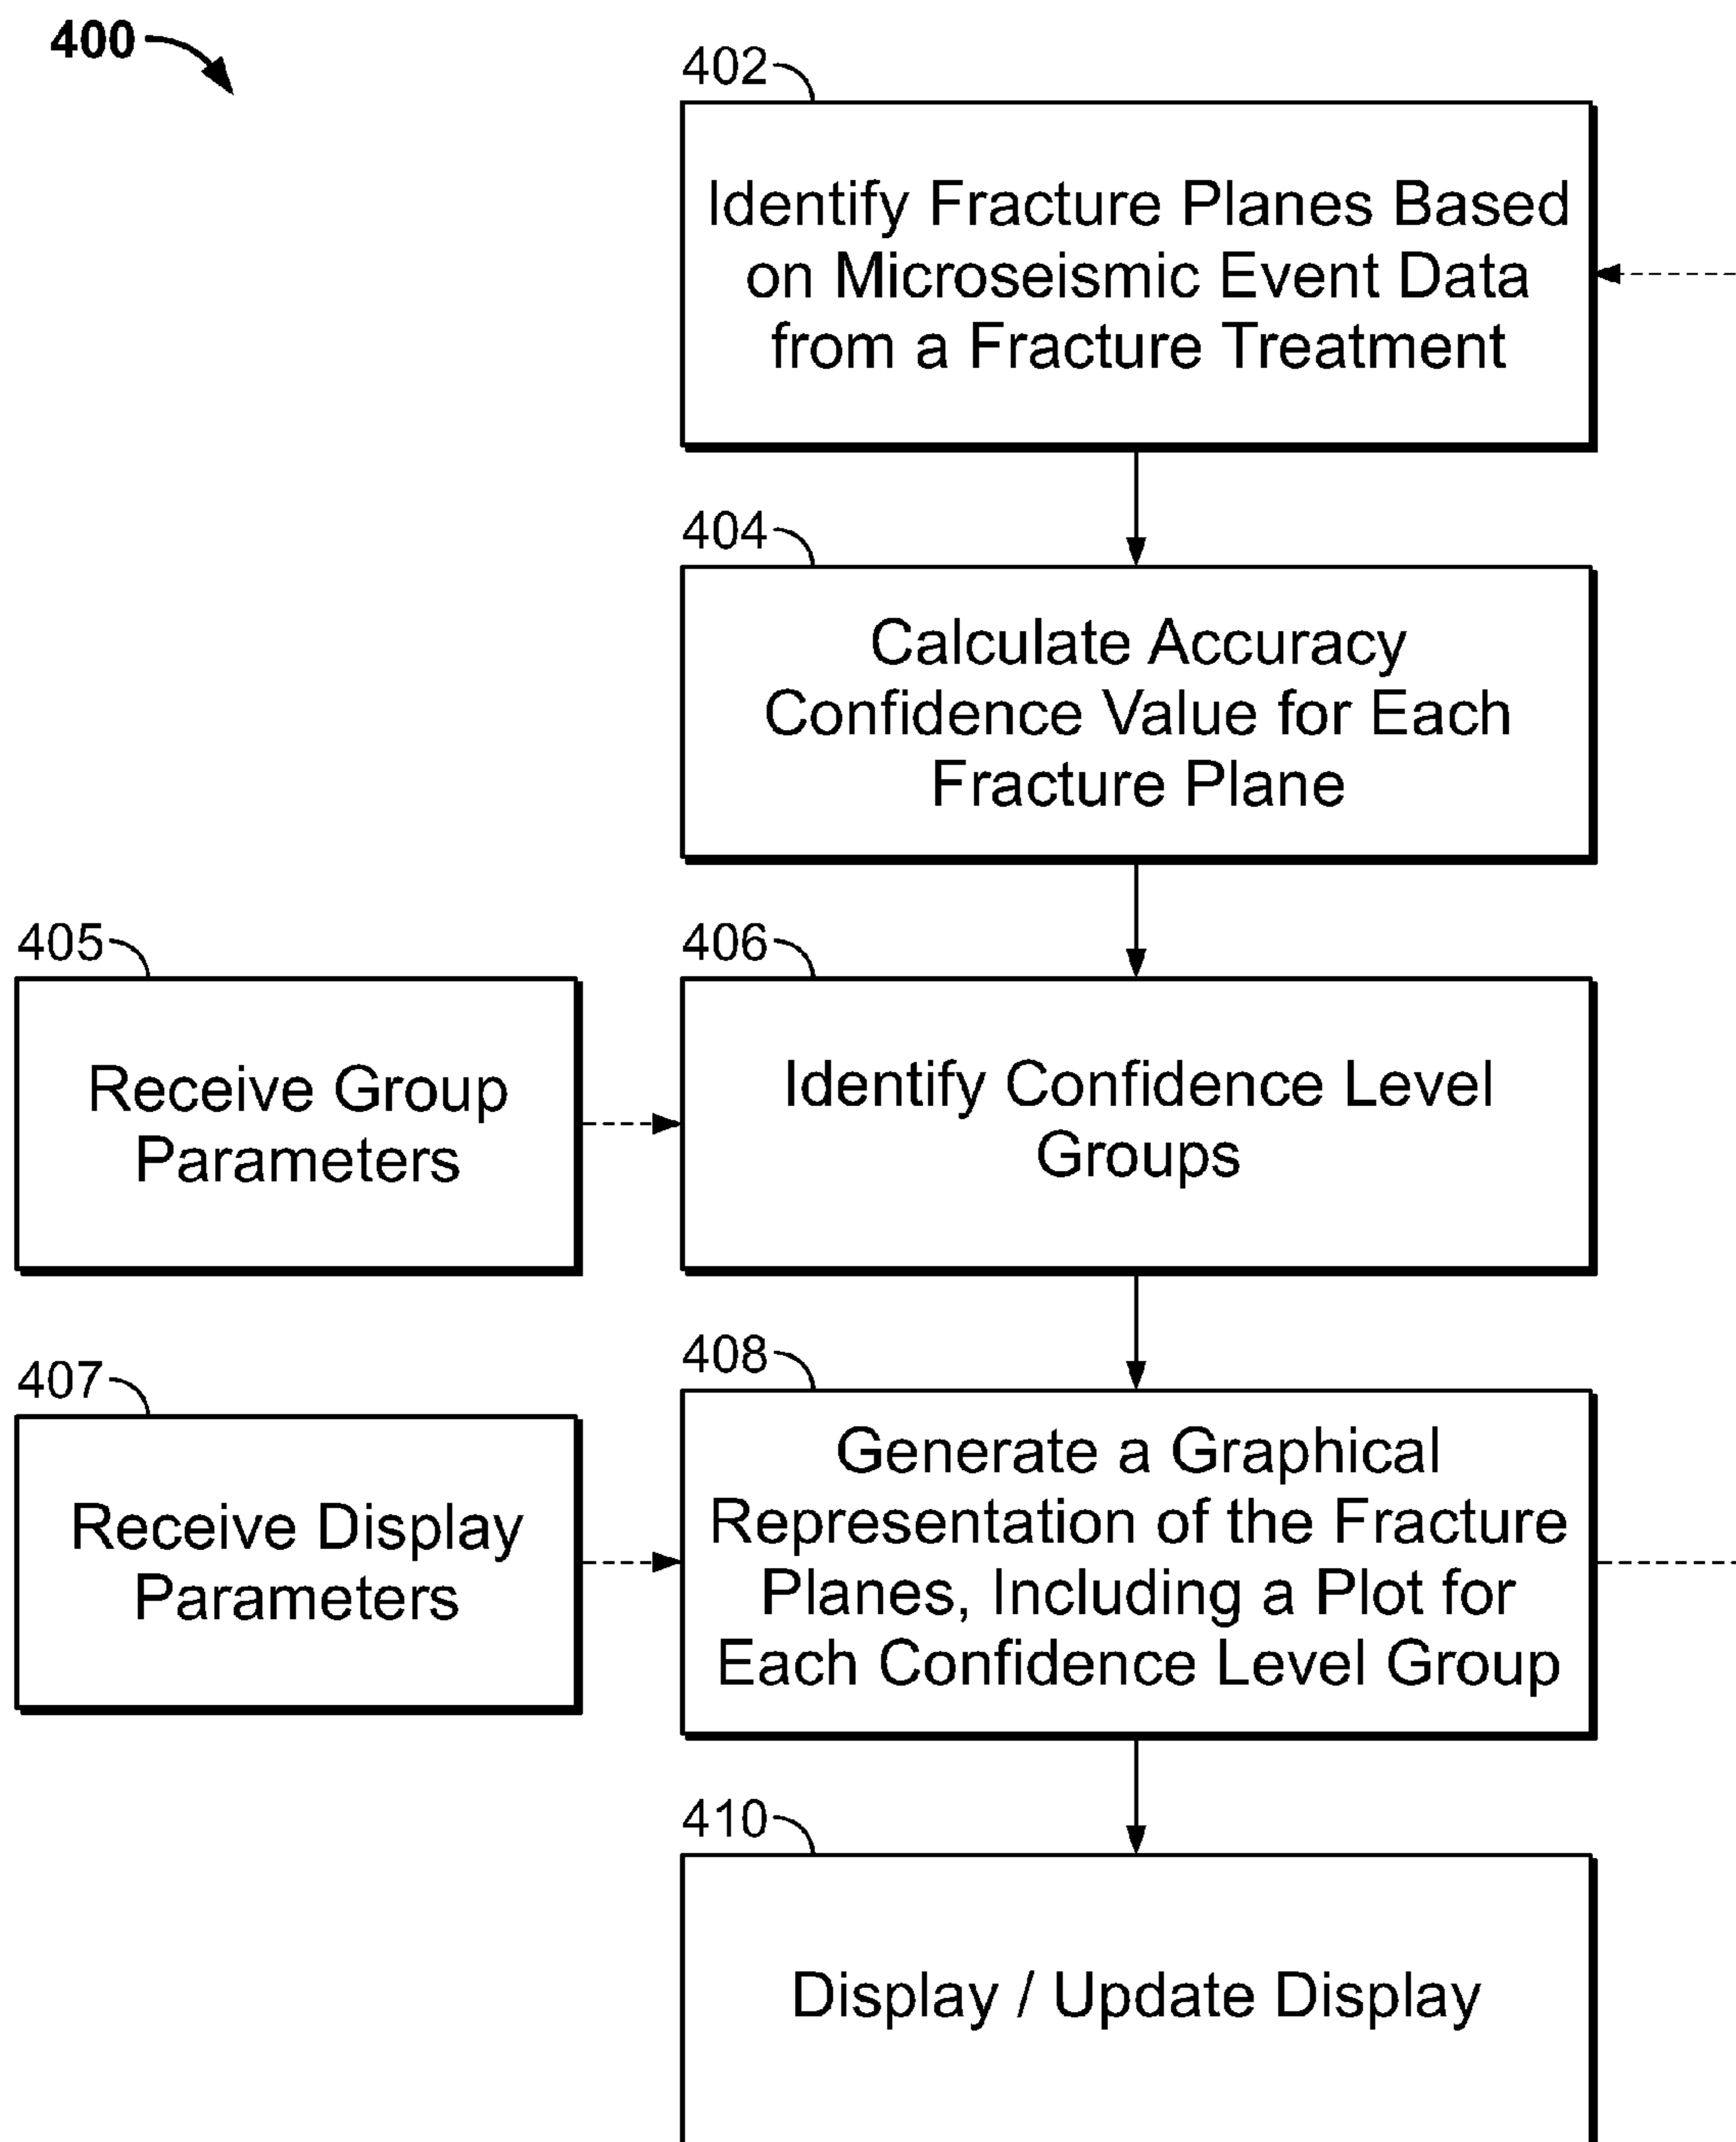 400
402
Identify Fracture Planes Based
on Microseismic Event Data
from a Fracture Treatment
404
Calculate Accuracy
Confidence Value for Each
Fracture Plane
405
Receive Group
Parameters
406
Identify Confidence Level
Groups
407
Receive Display
Parameters
408
Generate a Graphical
Representation of the Fracture
Planes, Including a Plot for
Each Confidence Level Group
410
Display / Update Display